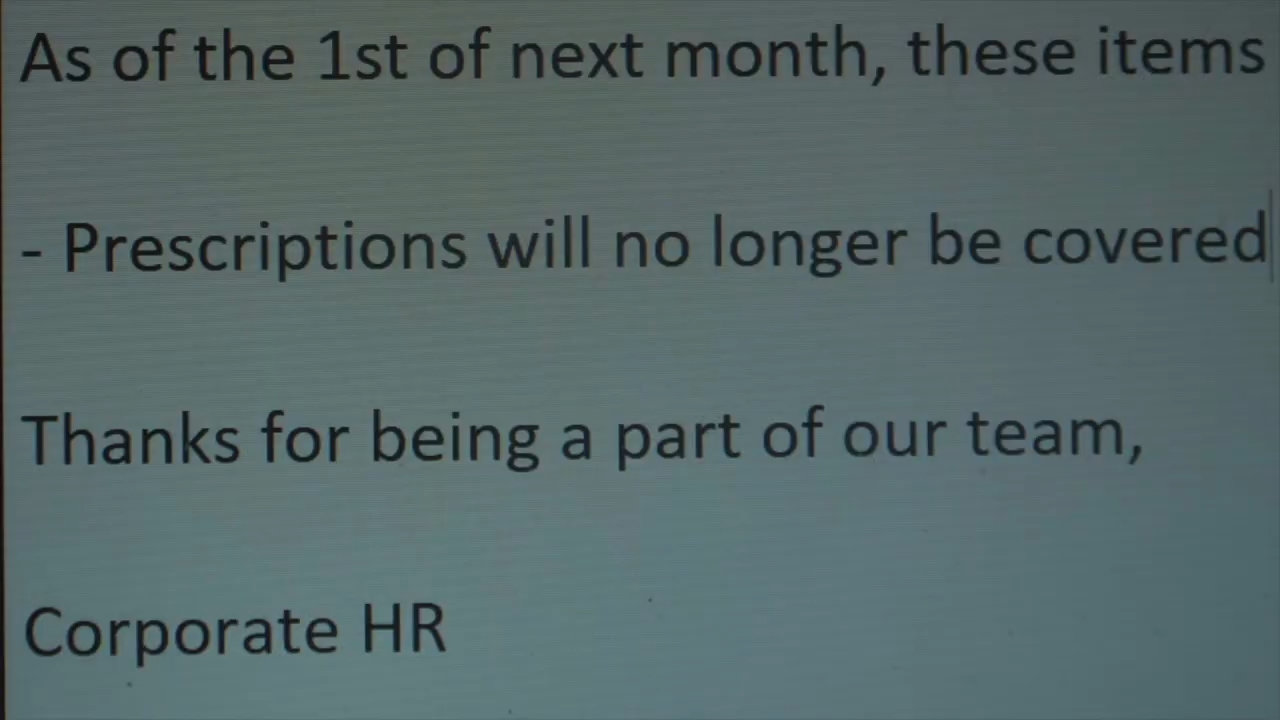 As of the 1st of next month, these items
- Prescriptions will no longer be covered
Thanks for being a part of our team,
Corporate HR